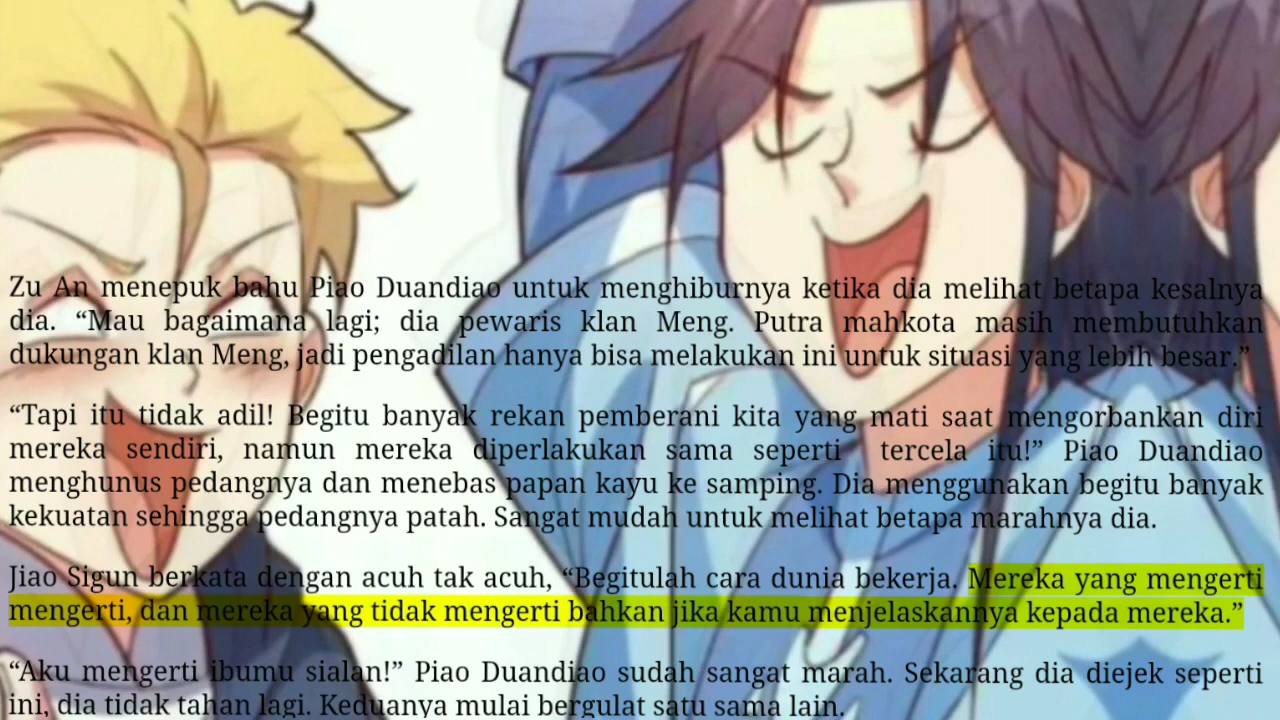 Zu An menepuk bahu Piao Duandiao untuk menghiburnya ketika dia melihat betapa kesalnya
dia. “Mau bagaimana lagi; dia pewaris klan Meng. Putra mahkota masih membutuhkan
dukungan klan Meng, jadi pengadilan hanya bisa melakukan ini untuk situasi yang lebih besar.”
“Tapi itu tidak adil! Begitu banyak rekan pemberani kita yang mati saat mengorbankan diri
mereka sendiri, namun mereka diperlakukan sama seperti tercela itu!” Piao Duandiao
menghunus pedangnya dan menebas papan kayu ke samping. Dia menggunakan begitu banyak
kekuatan sehingga pedangnya patah. Sangat mudah untuk melihat betapa marahnya dia.
Jiao Sigun berkata dengan acuh tak acuh, “Begitulah cara dunia bekerja. Mereka yang mengerti
mengerti, dan mereka yang tidak mengerti bahkan jika kamu menjelaskannya kepada mereka.”
“Aku mengerti ibumu sialan!” Piao Duandiao sudah sangat marah. Sekarang dia diejek seperti
ini, dia tidak tahan lagi. Keduanya mulai bergulat satu sama lain.